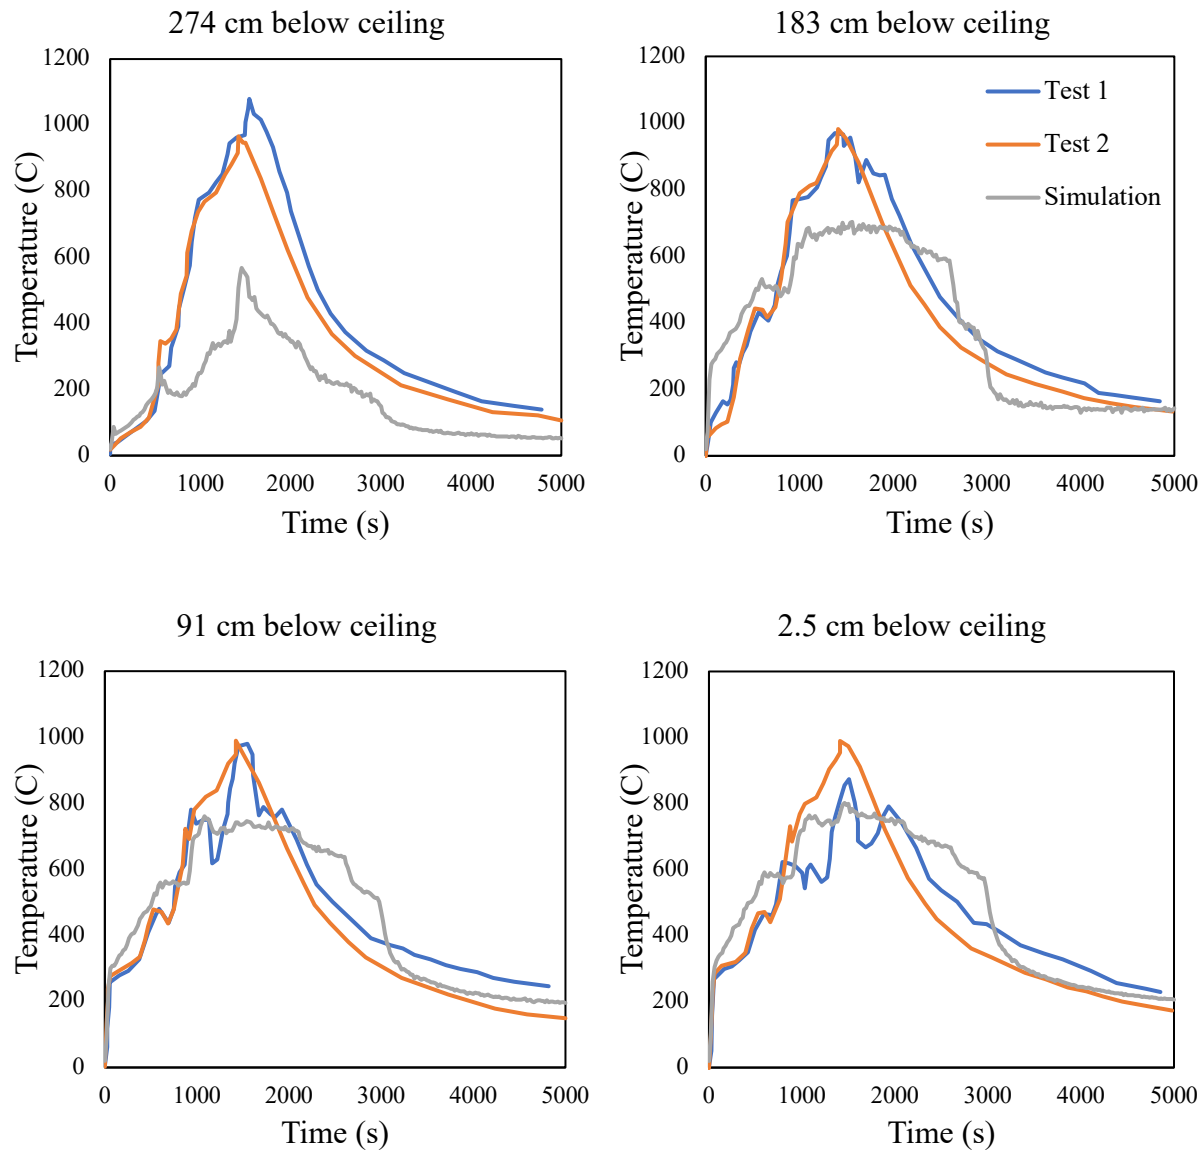 274 cm below ceiling
1200
1000
800
600
400
200
0
Temperature (C)
0 1000 2000 3000 4000 5000
Time (s)
183 cm below ceiling
1200
1000
800
600
400
200
0
Temperature (C)
Test 1
Test 2
Simulation
0 1000 2000 3000 4000 5000
Time (s)
91 cm below ceiling
1200
1000
800
600
400
200
0
Temperature (C)
0 1000 2000 3000 4000 5000
Time (s)
2.5 cm below ceiling
1200
1000
800
600
400
200
0
Temperature (C)
0 1000 2000 3000 4000 5000
Time (s)